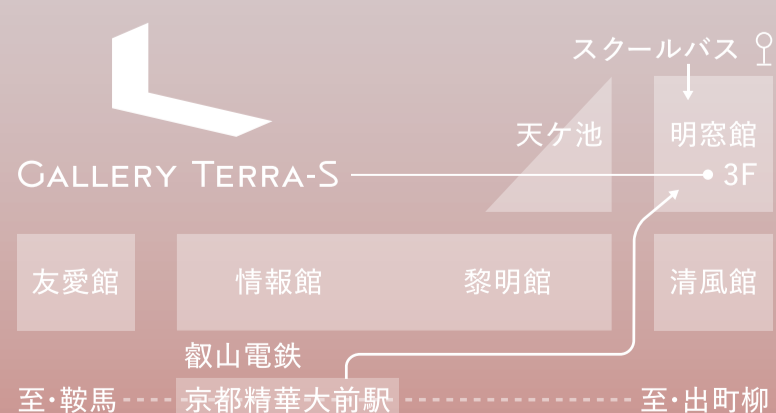 スクールバス
天ケ池
明窓館
GALLERY TERRA-S
3F
友愛館
情報館
黎明館
清風館
叡山電鉄
至・鞍馬
京都精華大前駅
至・出町柳